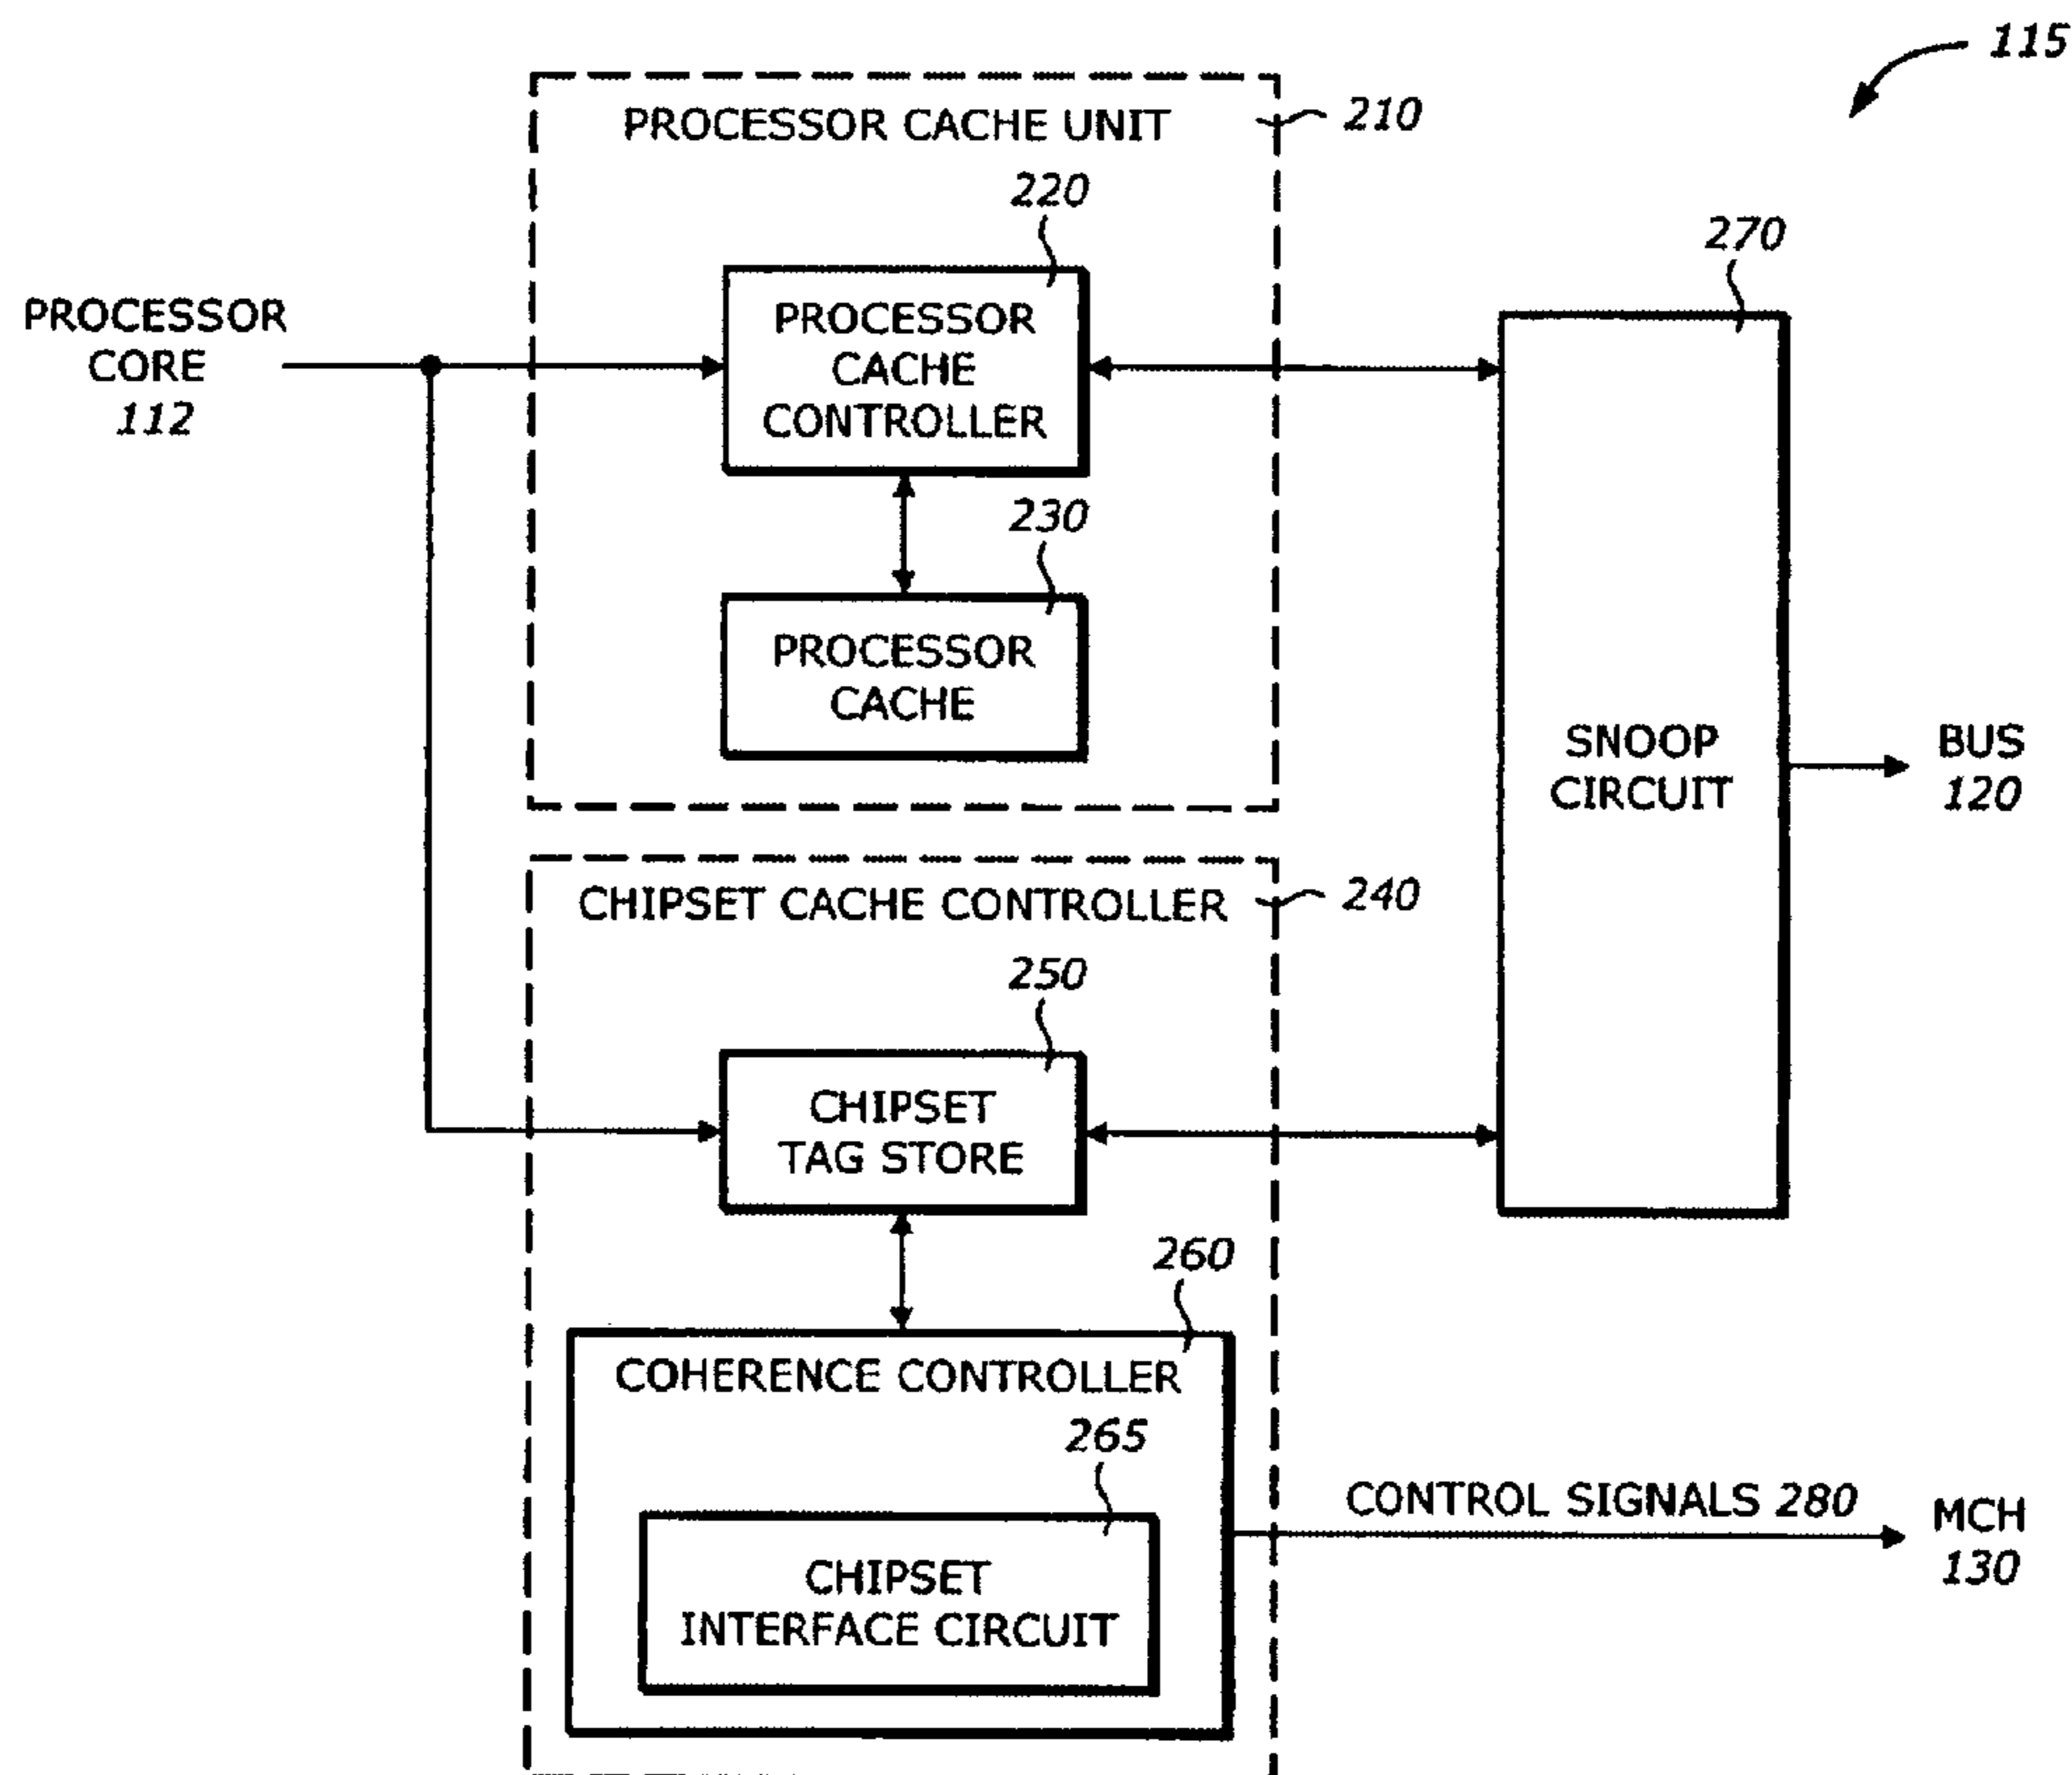 115
PROCESSOR CACHE UNIT
210
220
PROCESSOR
CACHE
CONTROLLER
230
PROCESSOR
CACHE
PROCESSOR
CORE
112
270
SNOOP
CIRCUIT
BUS
120
CHIPSET CACHE CONTROLLER
240
250
CHIPSET
TAG STORE
260
COHERENCE CONTROLLER
265
CHIPSET
INTERFACE CIRCUIT
CONTROL SIGNALS 280
MCH
130